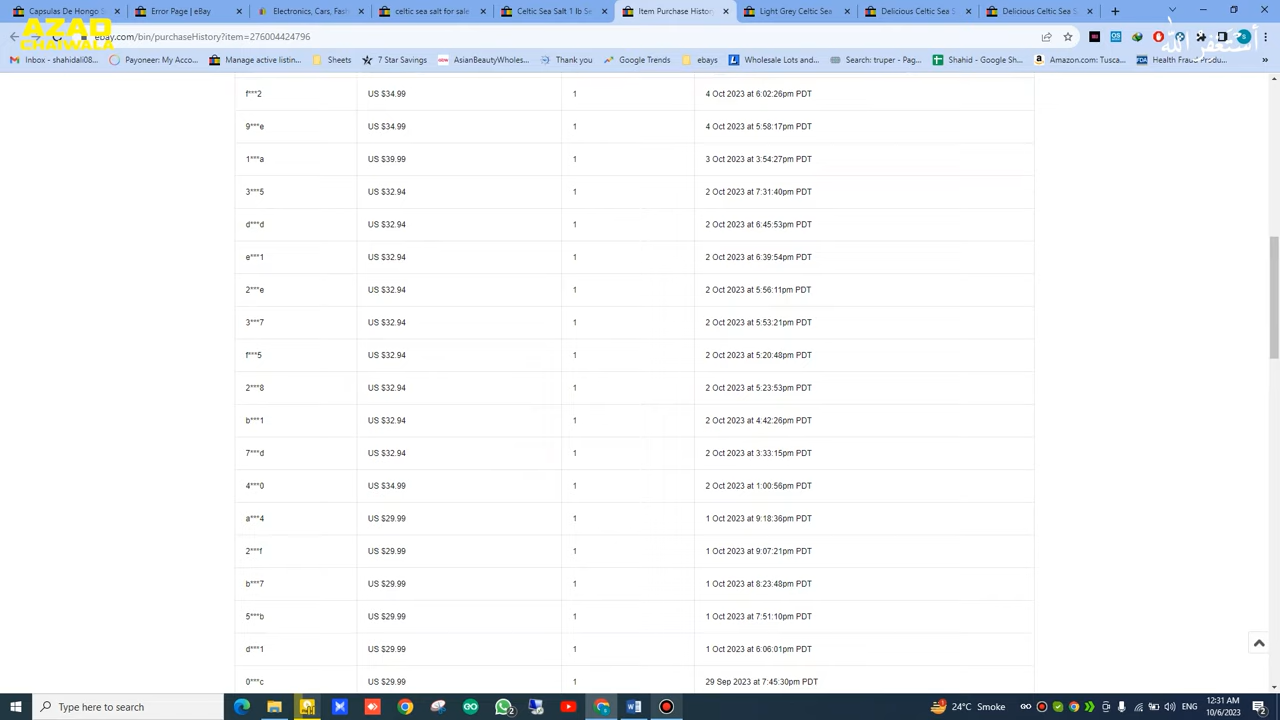 Capsulas De Hongo S
Error Page | eBay
Electronics, Cars, Fash
celtic sea salt for sale
Celtic Sea Salt 1 lb Se
Item Purchase History
Light Grey Celtic Sea
Delicious Celtic Sea S
Delicious Celtic Sea S
AZAD
CHAIWALA
ebay.com/bin/purchaseHistory?item=276004424796
أستغفر الله
Inbox - shahidali08...
Payoneer: My Acco...
Manage active listin...
Sheets
7 Star Savings
AsianBeautyWholes...
Thank you
Google Trends
ebays
Wholesale Lots and...
Search: truper - Pag...
Shahid - Google Sh...
Amazon.com: Tusca...
Health Fraud Produ...
f***2 US $34.99 1 4 Oct 2023 at 6:02:26pm PDT
9***e US $34.99 1 4 Oct 2023 at 5:58:17pm PDT
1***a US $39.99 1 3 Oct 2023 at 3:54:27pm PDT
3***5 US $32.94 1 2 Oct 2023 at 7:31:40pm PDT
d***d US $32.94 1 2 Oct 2023 at 6:45:53pm PDT
e***1 US $32.94 1 2 Oct 2023 at 6:39:54pm PDT
2***e US $32.94 1 2 Oct 2023 at 5:56:11pm PDT
3***7 US $32.94 1 2 Oct 2023 at 5:53:21pm PDT
f***5 US $32.94 1 2 Oct 2023 at 5:20:48pm PDT
2***8 US $32.94 1 2 Oct 2023 at 5:23:53pm PDT
b***1 US $32.94 1 2 Oct 2023 at 4:42:26pm PDT
7***d US $32.94 1 2 Oct 2023 at 3:33:15pm PDT
4***0 US $34.99 1 2 Oct 2023 at 1:00:56pm PDT
a***4 US $29.99 1 1 Oct 2023 at 9:18:36pm PDT
2***f US $29.99 1 1 Oct 2023 at 9:07:21pm PDT
b***7 US $29.99 1 1 Oct 2023 at 8:23:48pm PDT
5***b US $29.99 1 1 Oct 2023 at 7:51:10pm PDT
d***1 US $29.99 1 1 Oct 2023 at 6:06:01pm PDT
0***c US $29.99 1 29 Sep 2023 at 7:45:30pm PDT
Type here to search
24°C Smoke
12:31 AM
10/6/2023